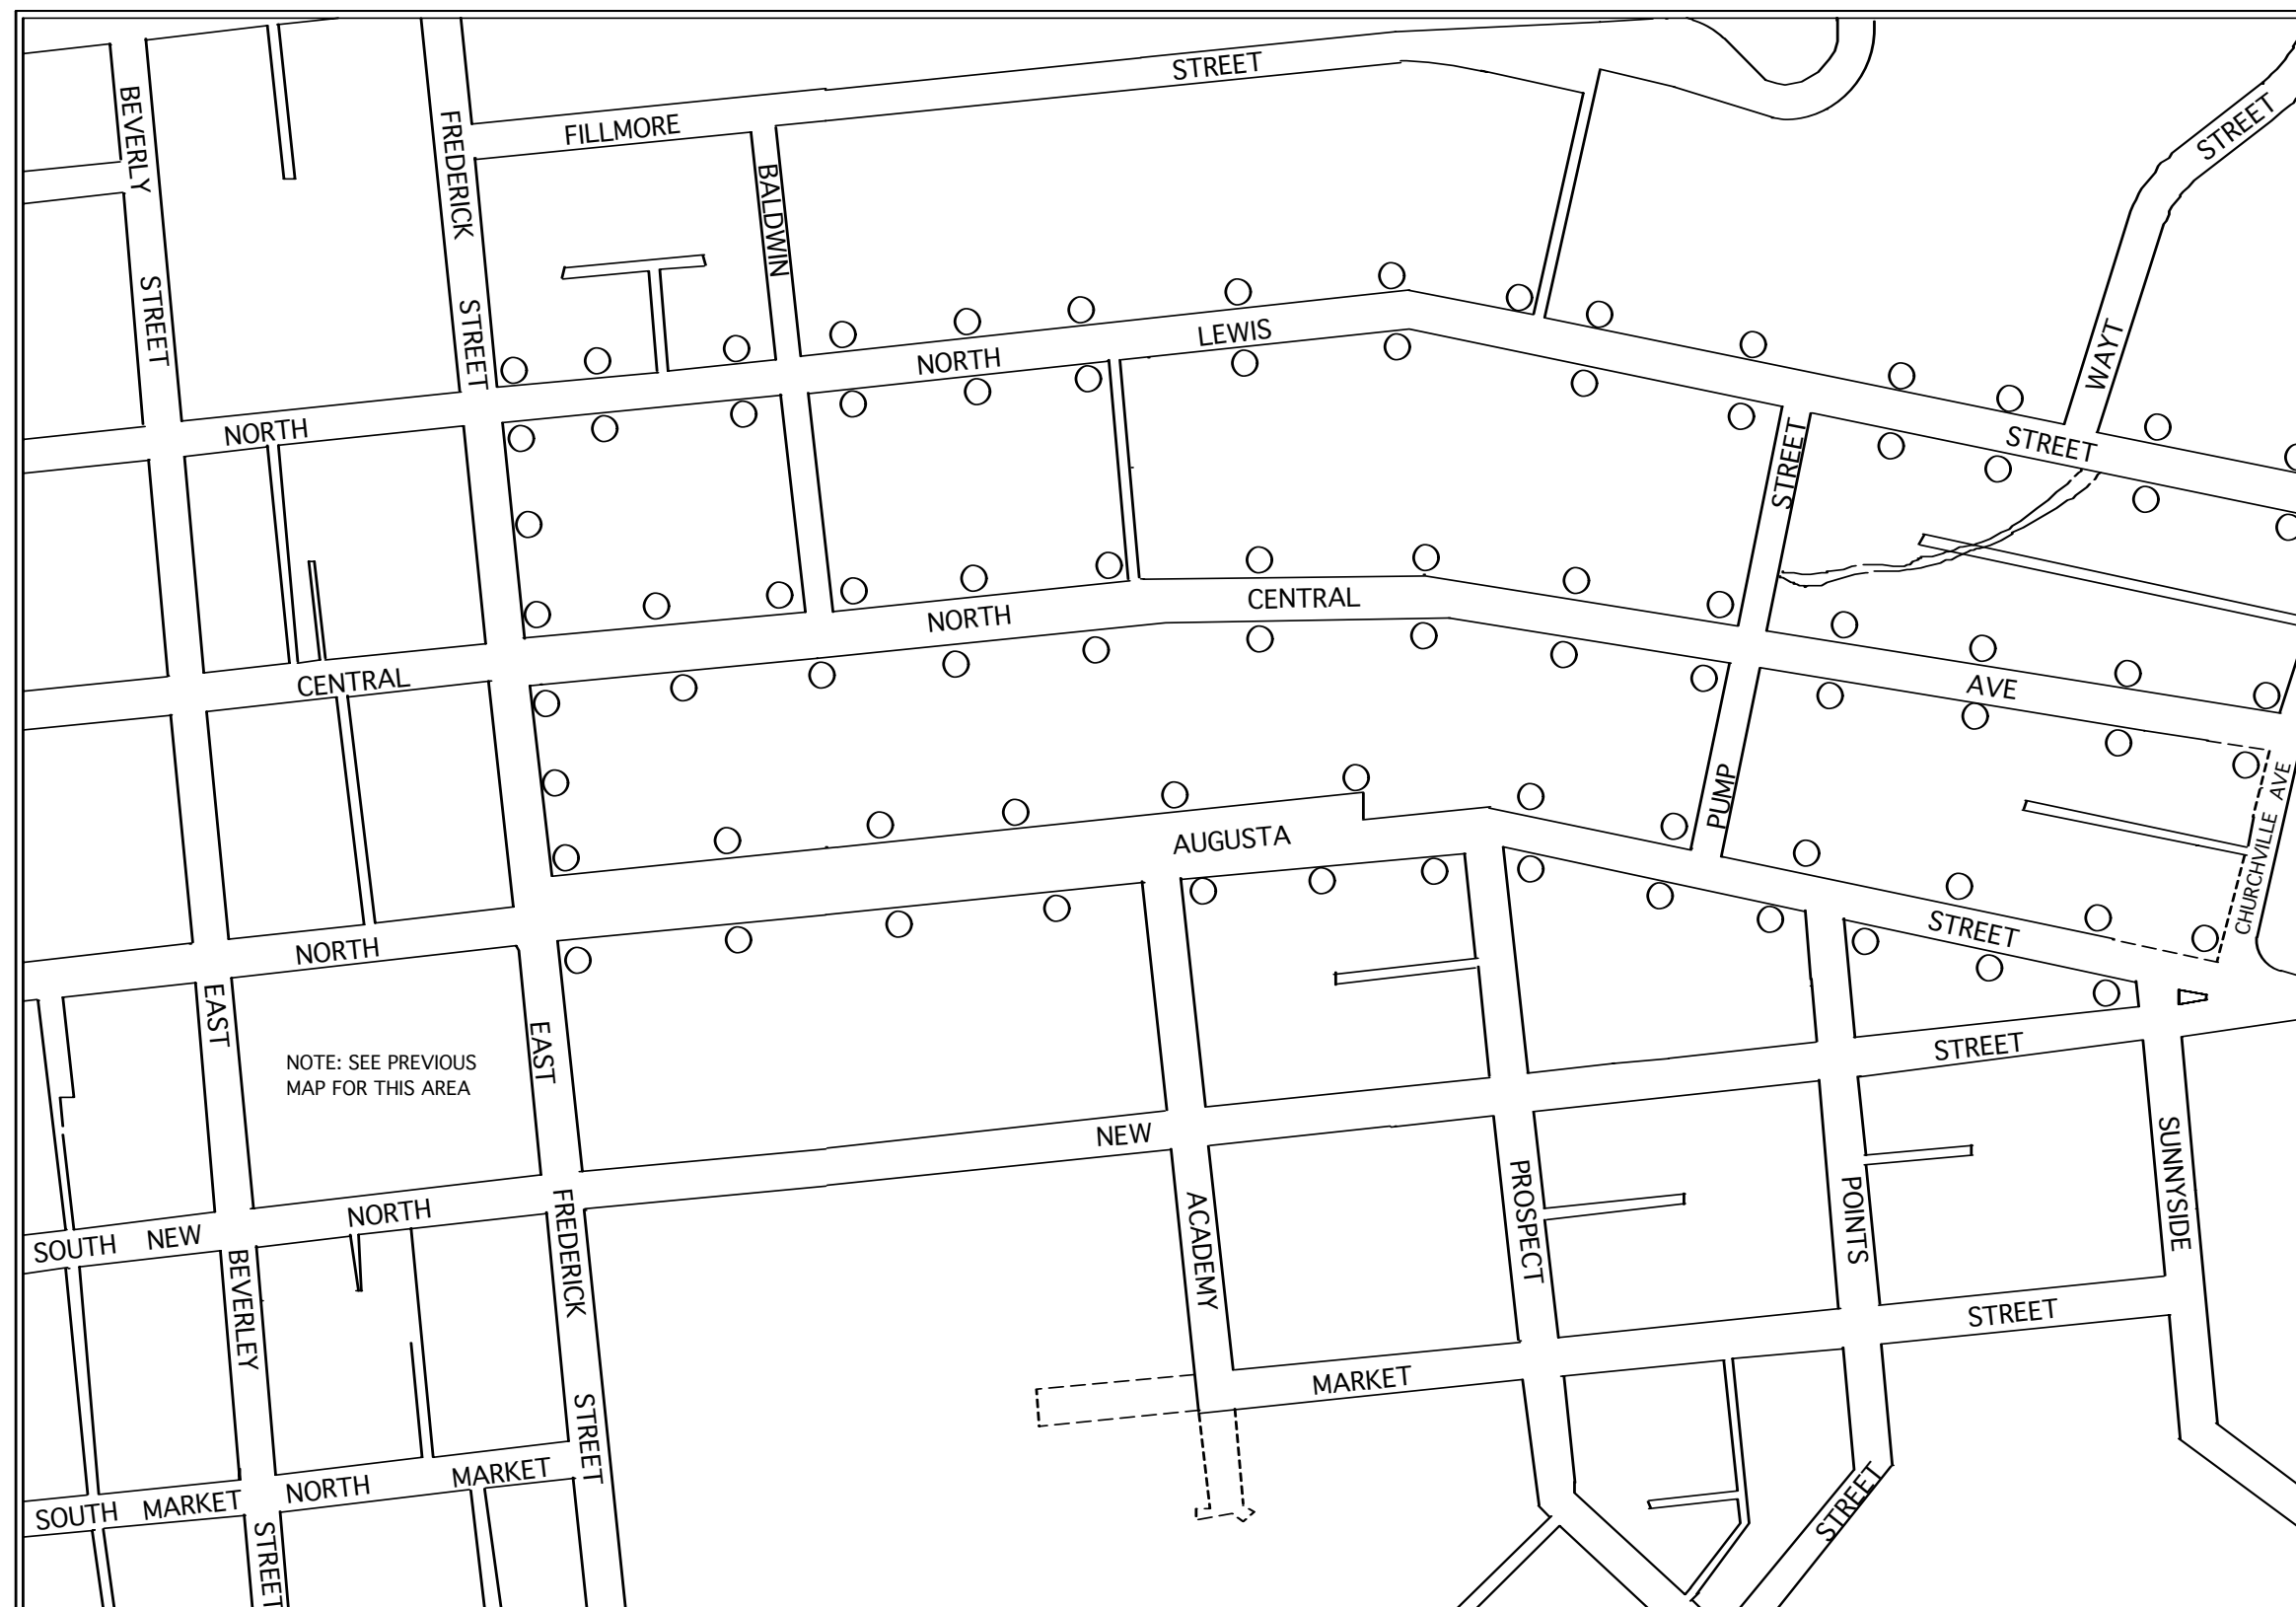 STREET
FILLMORE
BEVERLY
STREET
FREDERICK
STREET
BALDWIN
STREET
WAYT
NORTH
NORTH
LEWIS
STREET
STREET
PUMP
CENTRAL
NORTH
CENTRAL
AVE
CHURCHVILLE AVE
NORTH
AUGUSTA
STREET
EAST
EAST
NOTE: SEE PREVIOUS
MAP FOR THIS AREA
STREET
NEW
SOUTH NEW
NORTH
BEVERLEY
STREET
FREDERICK
STREET
ACADEMY
PROSPECT
POINTS
STREET
SUNNYSIDE
STREET
MARKET
SOUTH MARKET
NORTH
MARKET